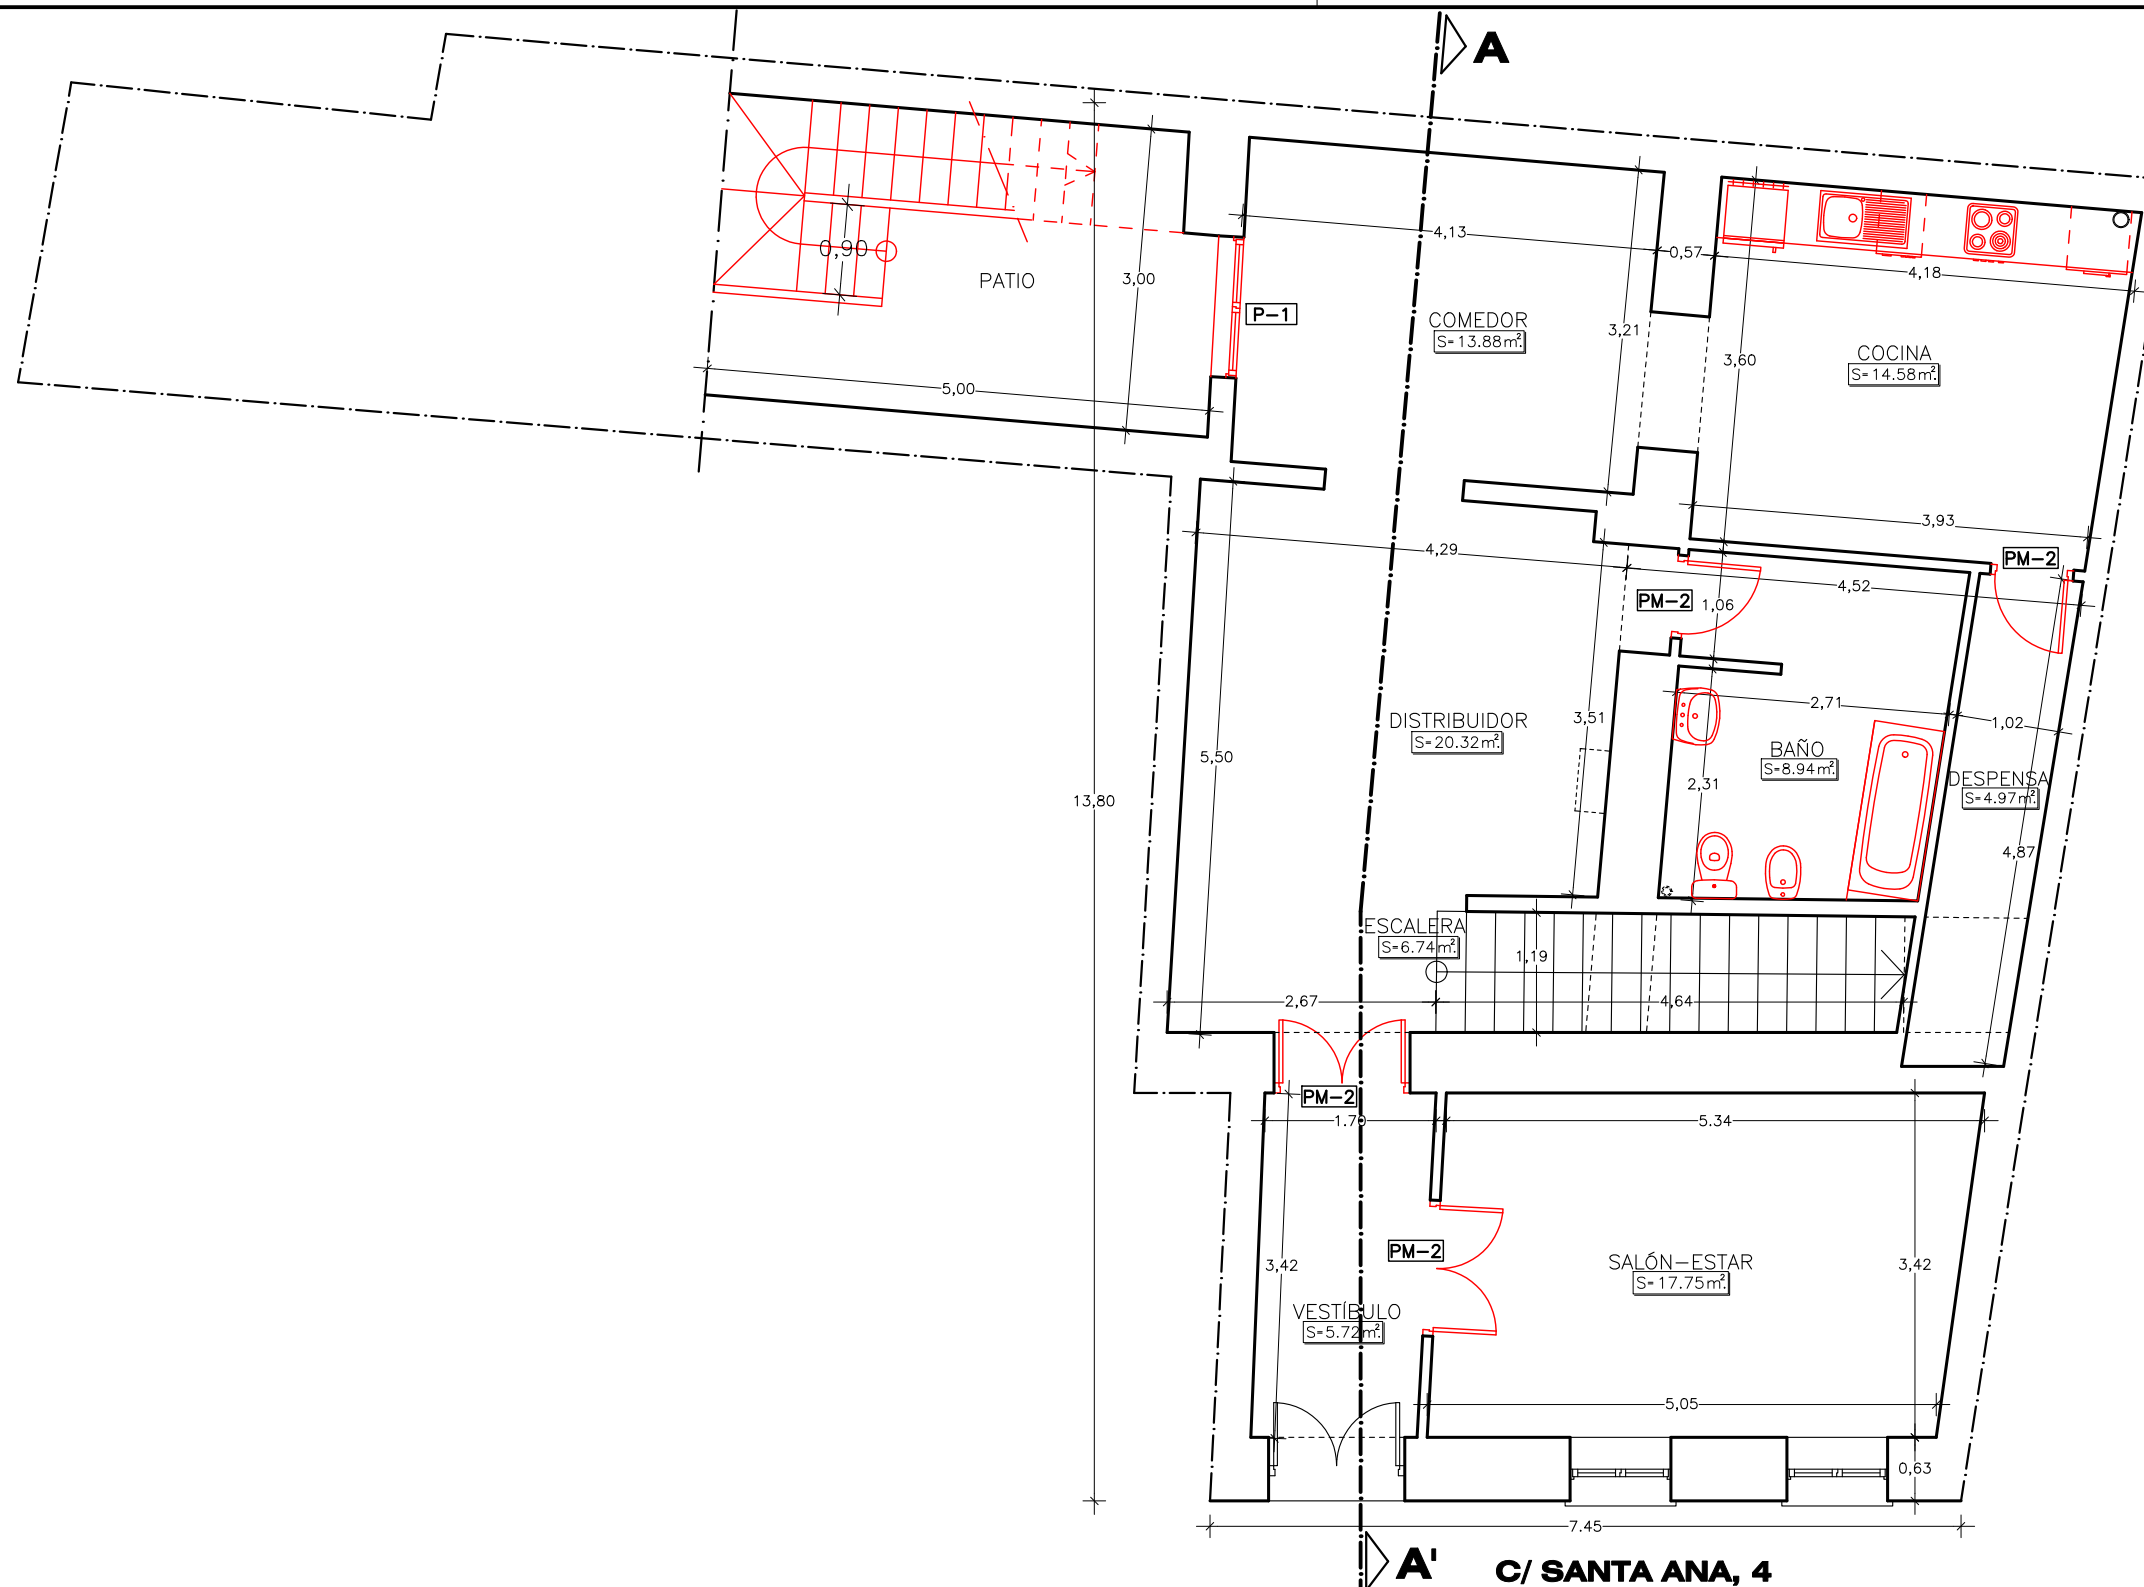 A
0,90
PATIO
3,00
5,00
4,13
0,57
4,18
P-1
COMEDOR
S=13.88m².
3,21
3,60
COCINA
S=14.58m².
3,93
4,29
PM-2
4,52
PM-2
1,06
2,71
1,02
DISTRIBUIDOR
S=20.32m².
3,51
5,50
BAÑO
S=8.94m².
2,31
DESPENSA
S=4.97m².
13,80
4,87
ESCALERA
S=6.74m².
1,19
2,67
4,64
PM-2
1.70
5.34
PM-2
3,42
SALÓN-ESTAR
S=17.75m².
3,42
VESTÍBULO
S=5.72m².
5,05
0,63
7.45
A'
C/ SANTA ANA, 4